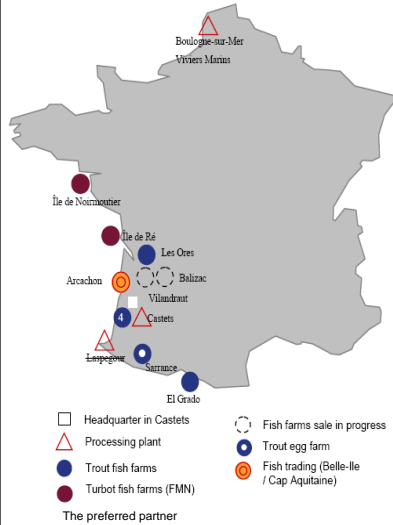 Boulogne-sur-Mer
Viviers Marins
Île de Noirmoutier
Île de Ré
Les Ores
Arcachon
Balizac
Vilandraut
4
Castets
Laspegour
Sarrance
El Grado
Headquarter in Castets
Processing plant
Trout fish farms
Turbot fish farms (FMN)
Fish farms sale in progress
Trout egg farm
Fish trading (Belle-Ile
/ Cap Aquitaine)
The preferred partner